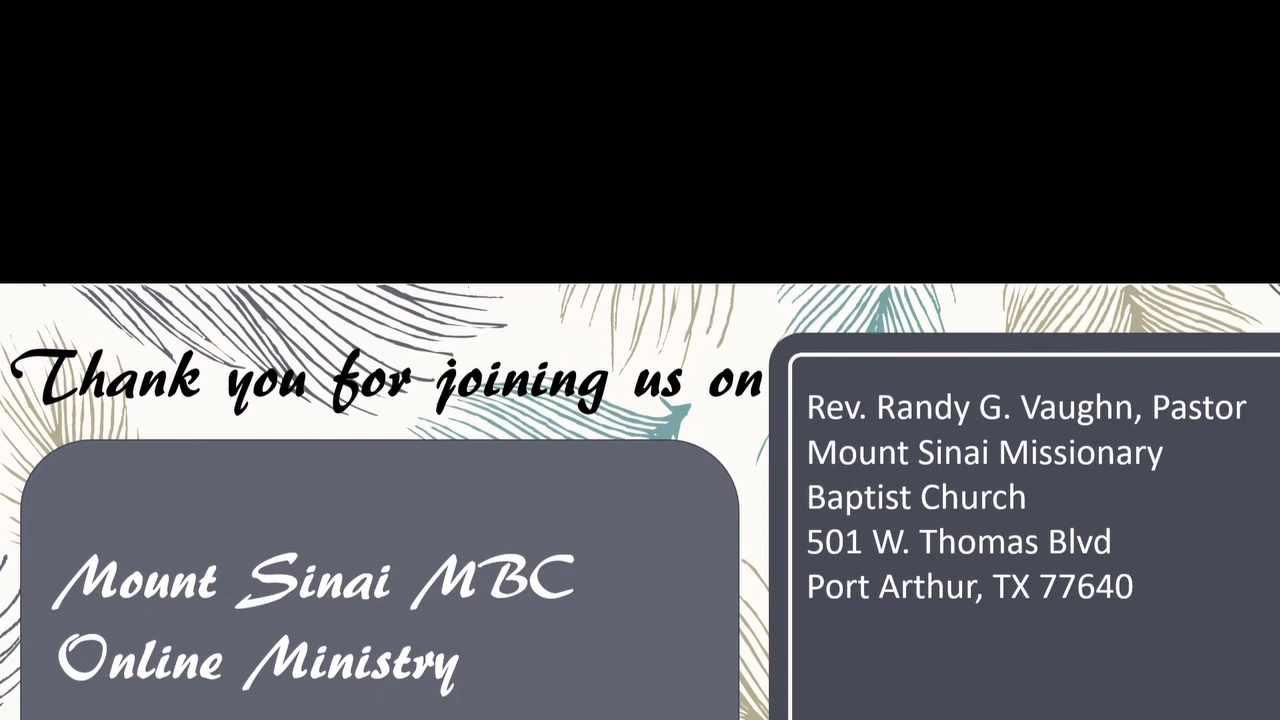 Thank you for joining us on
Mount Sinai MBC
Online Ministry
Rev. Randy G. Vaughn, Pastor
Mount Sinai Missionary
Baptist Church
501 W. Thomas Blvd
Port Arthur, TX 77640